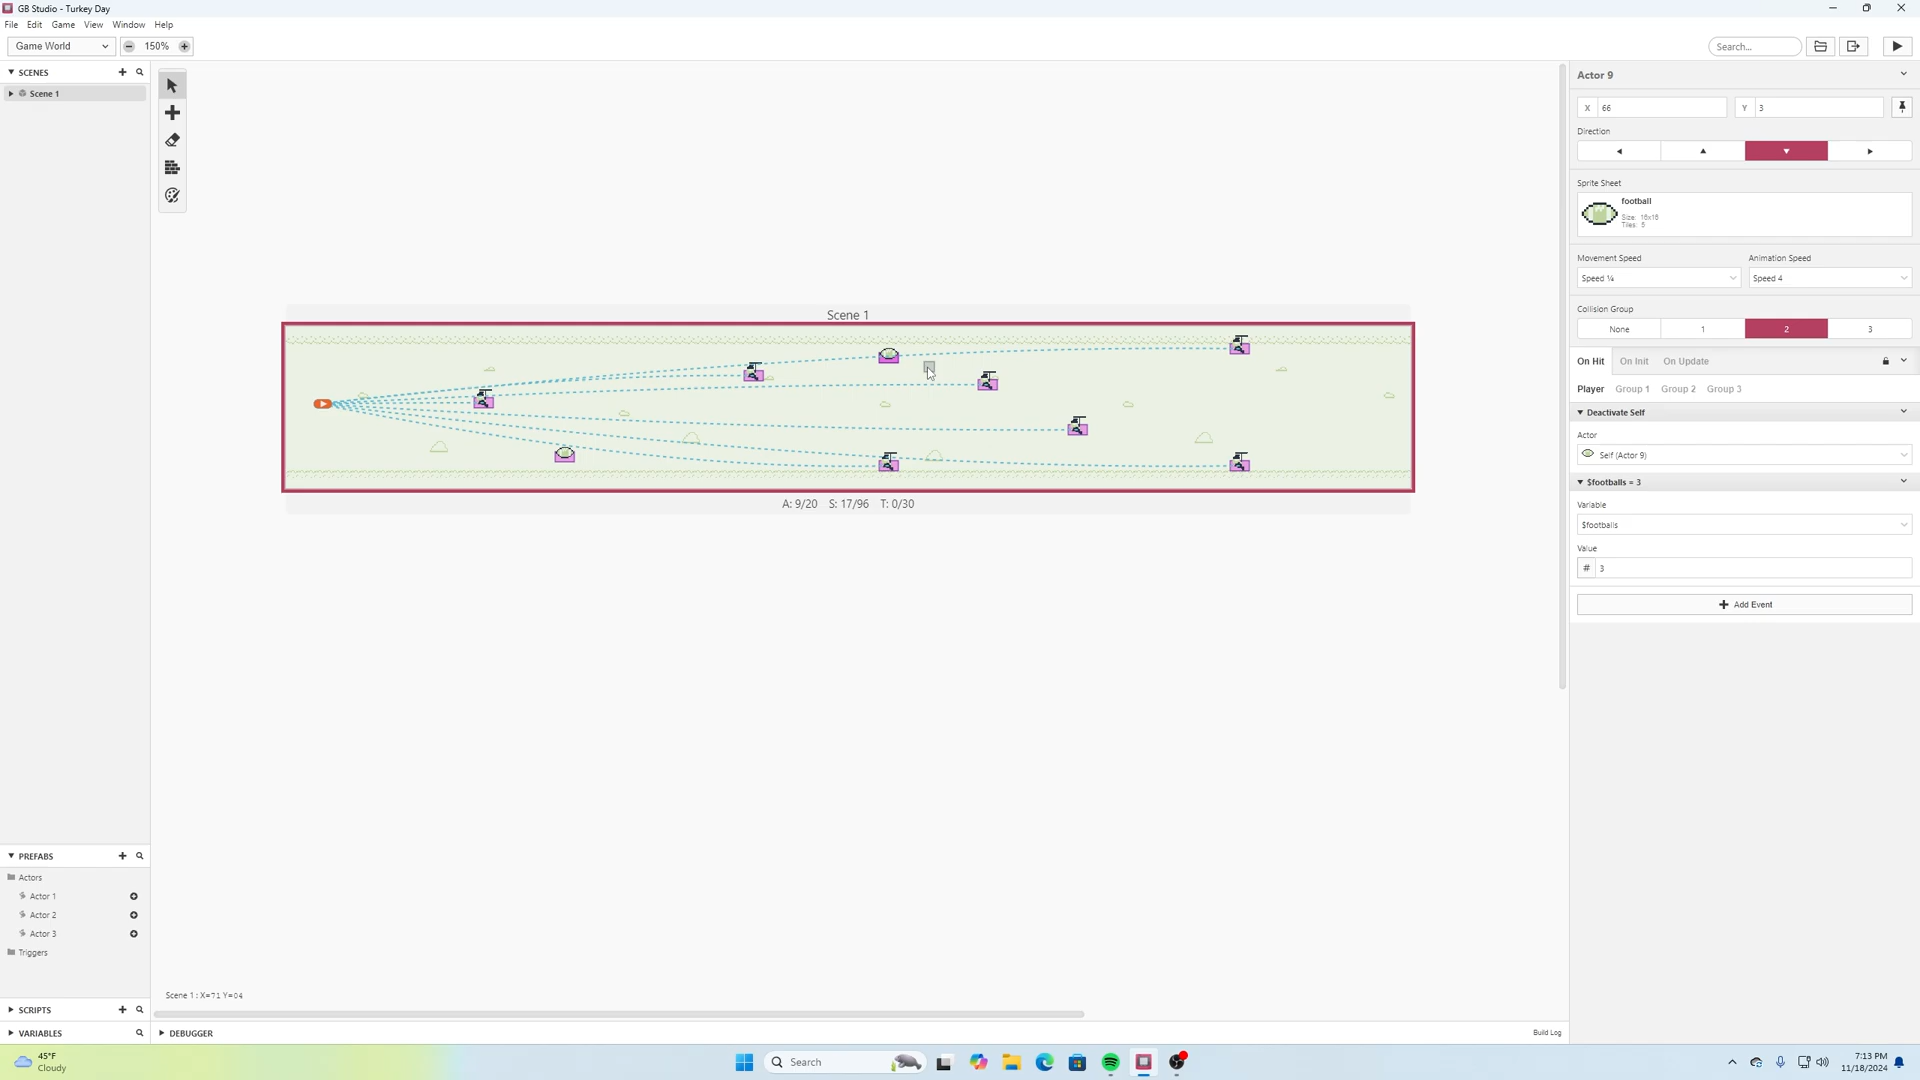 GB Studio - Turkey Day
File Edit Game View Window Help
Game World 150% Search...
SCENES
Scene 1
Scene 1
A: 9/20 S: 17/96 T: 0/30
PREFABS
Actors
Actor 1
Actor 2
Actor 3
Triggers
SCRIPTS
VARIABLES
Scene 1 : X=71 Y=04
DEBUGGER
Build Log
Actor 9
X 66 Y 3
Direction
Sprite Sheet
football
Size: 16x16
Tiles: 5
Movement Speed Animation Speed
Speed ¼ Speed 4
Collision Group
None 1 2 3
On Hit On Init On Update
Player Group 1 Group 2 Group 3
Deactivate Self
Actor
Self (Actor 9)
$footballs = 3
Variable
$footballs
Value
# 3
Add Event
45°F
Cloudy
Search
7:13 PM
11/18/2024